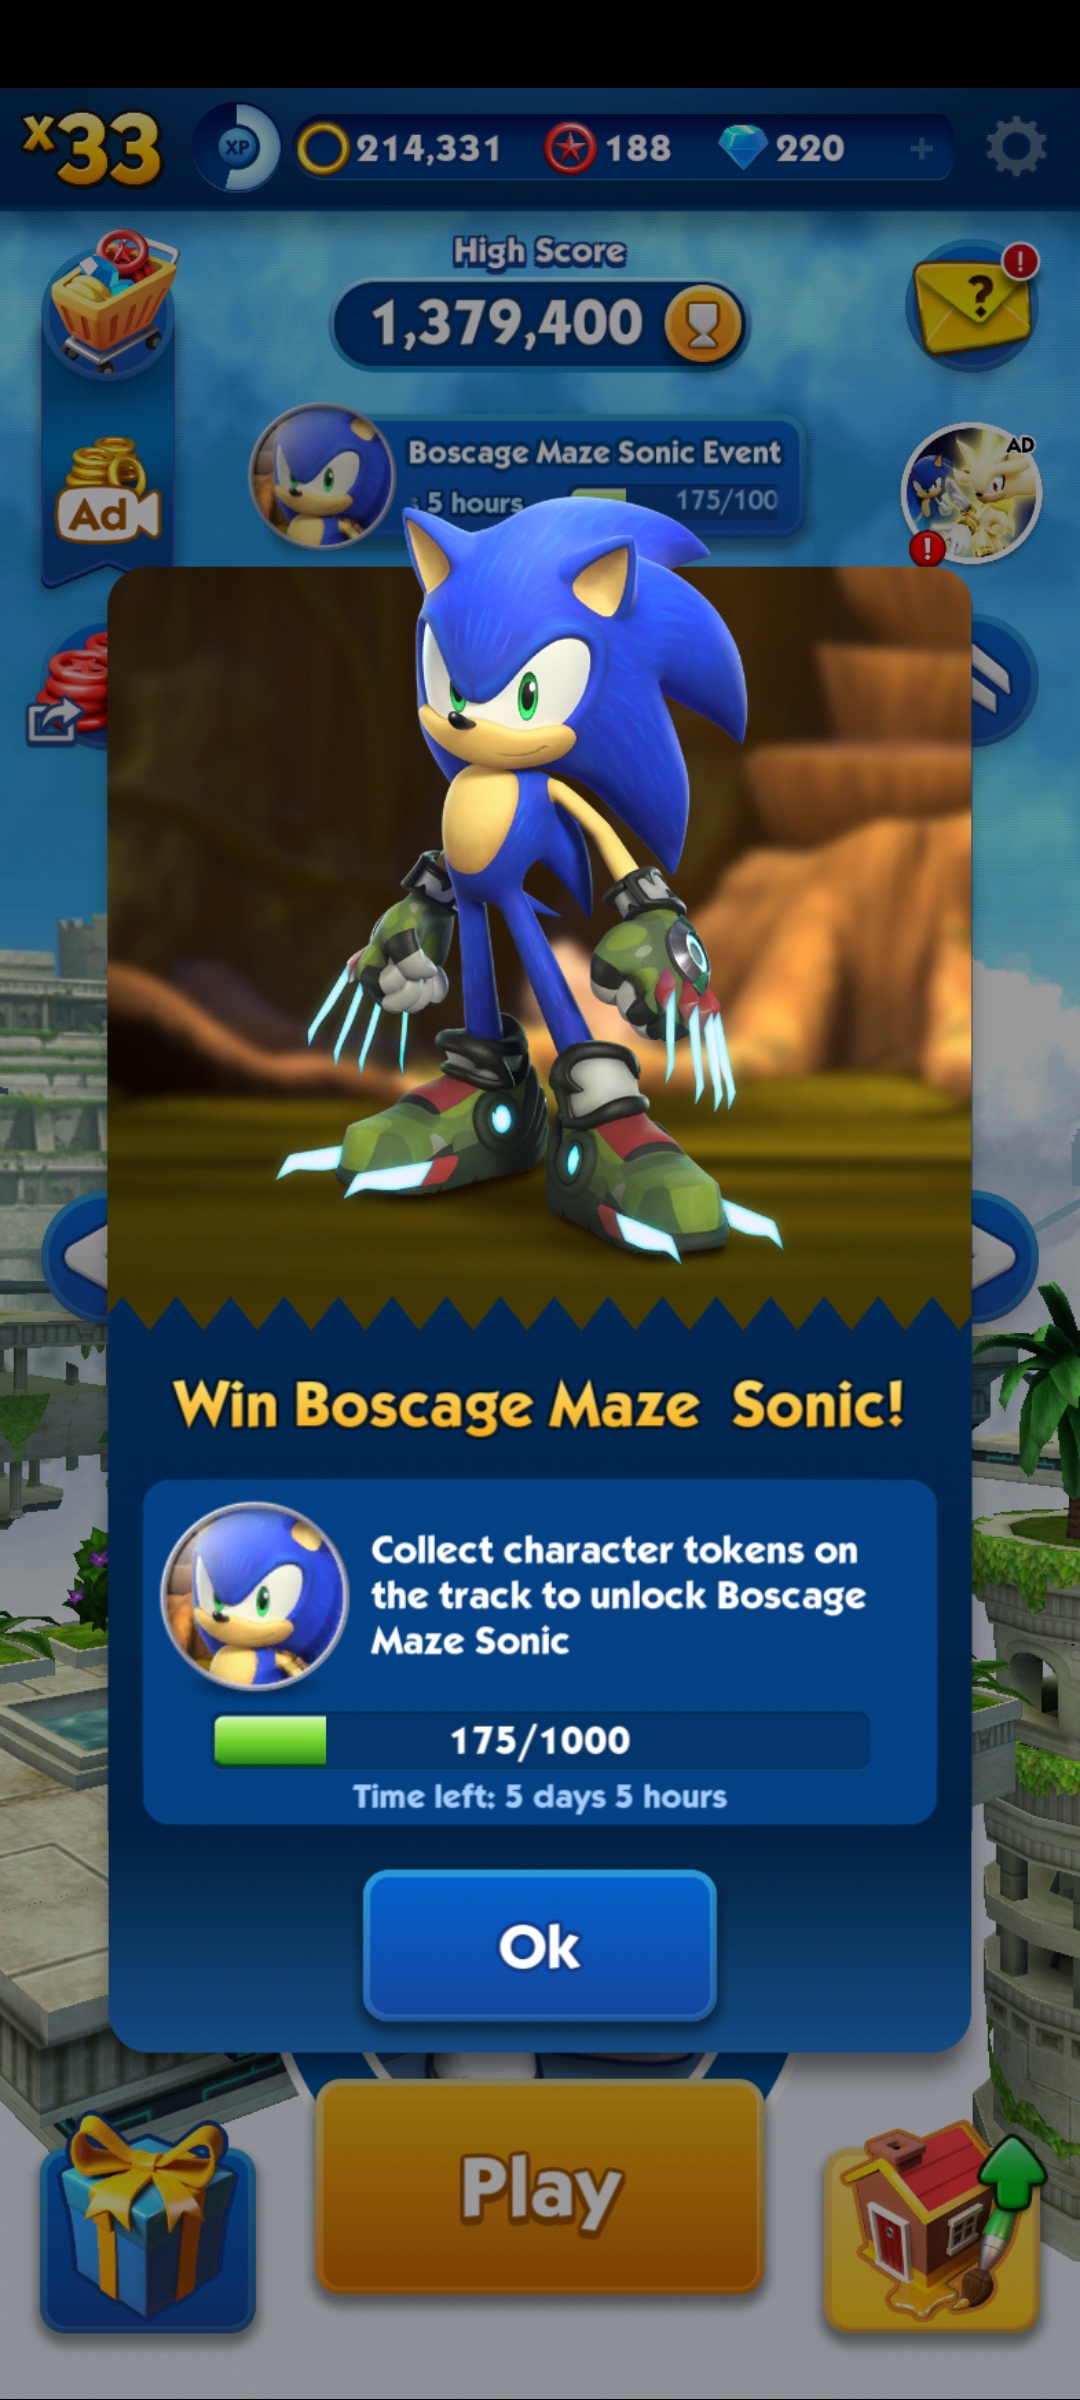 x33
XP
214,331
188
220
+
High Score
1,379,400
?
!
Boscage Maze Sonic Event
5 hours
175/100
AD
!
Ad
Win Boscage Maze Sonic!
Collect character tokens on
the track to unlock Boscage
Maze Sonic
175/1000
Time left: 5 days 5 hours
Ok
Play